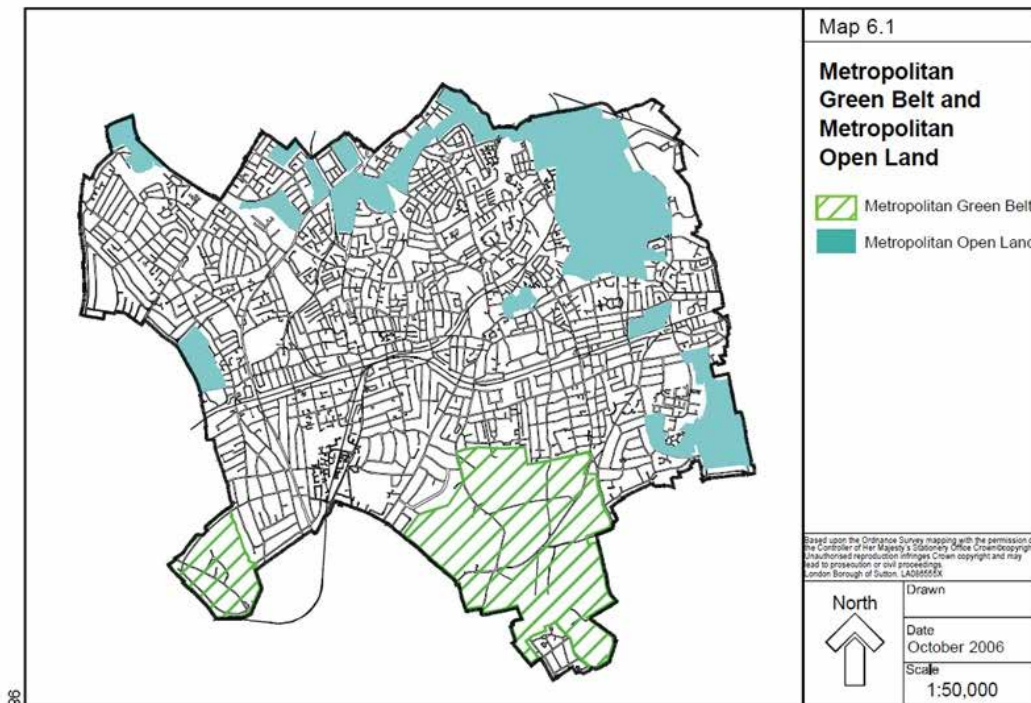 Map 6.1
Metropolitan
Green Belt and
Metropolitan
Open Land
Metropolitan Green Belt
Metropolitan Open Land
Based upon the Ordnance Survey mapping with the permission of
the Controller of Her Majesty's Stationery Office Crown©copyright
Unauthorised reproduction infringes Crown copyright and may
lead to prosecution or civil proceedings.
London Borough of Sutton.
North
Drawn
Date
October 2006
Scale
1:50,000